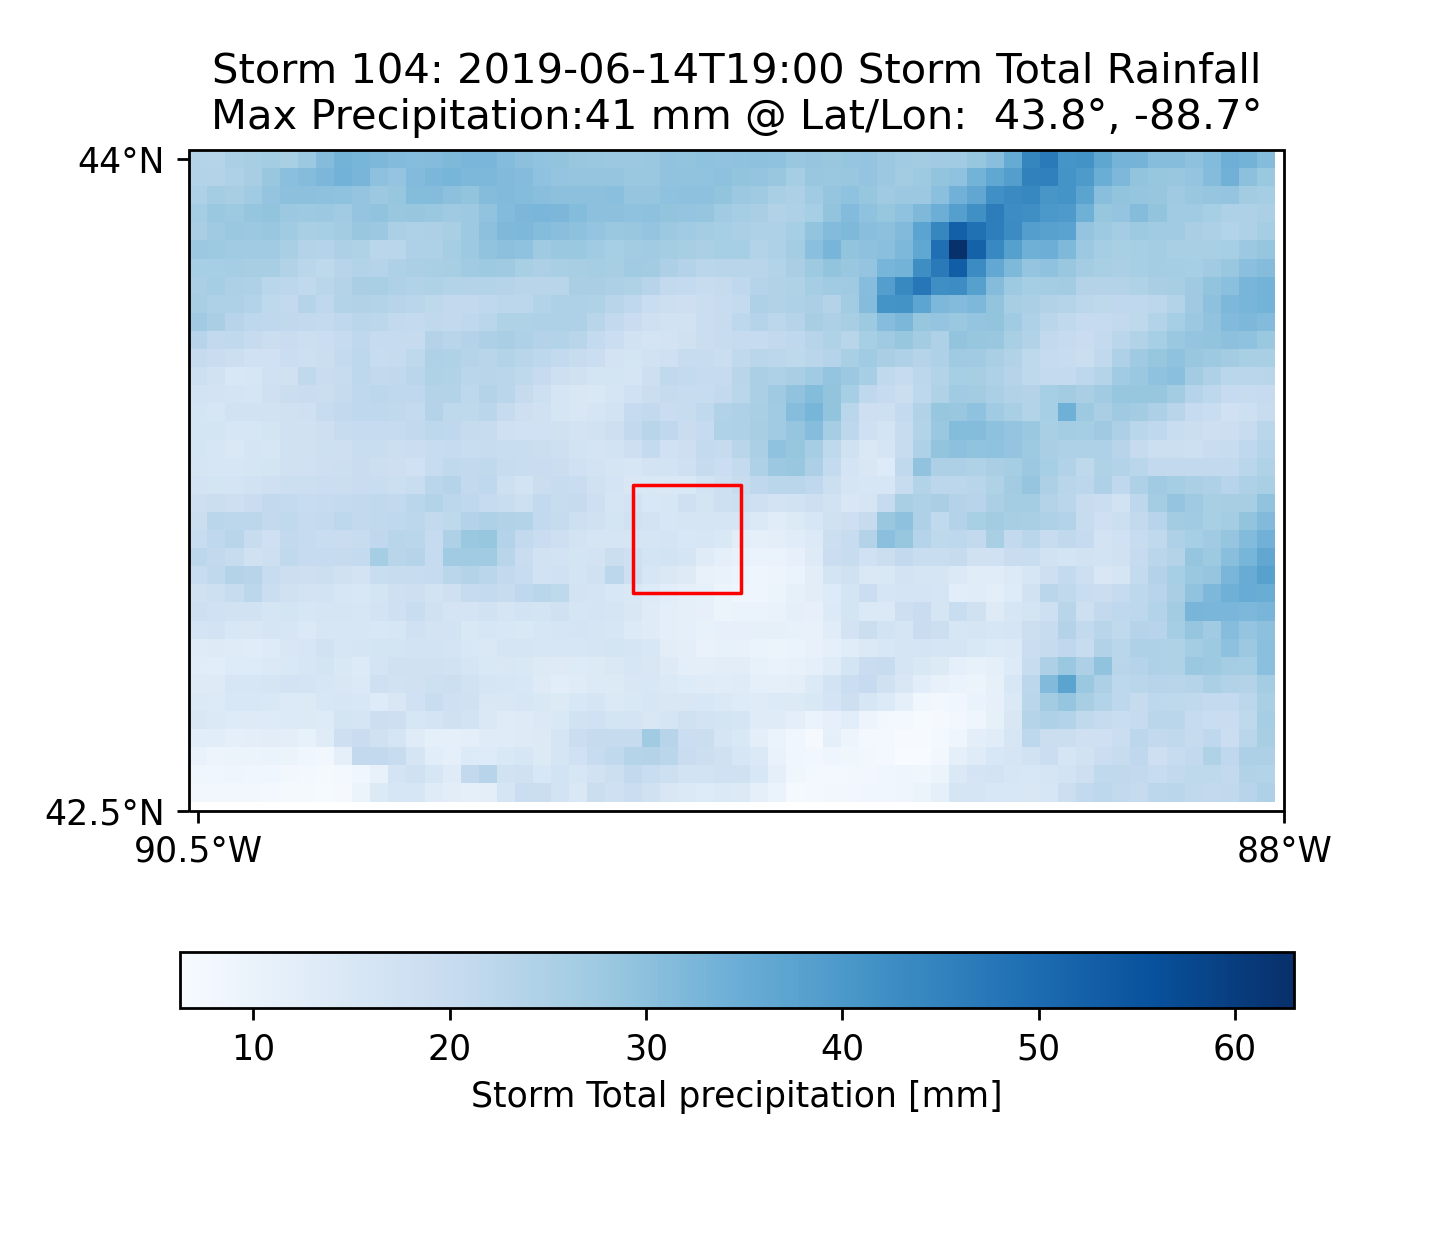 Storm 104: 2019-06-14T19:00 Storm Total Rainfall
Max Precipitation:41 mm @ Lat/Lon:  43.8°, -88.7°
44°N
42.5°N
90.5°W 88°W
10 20 30 40 50 60
Storm Total precipitation [mm]